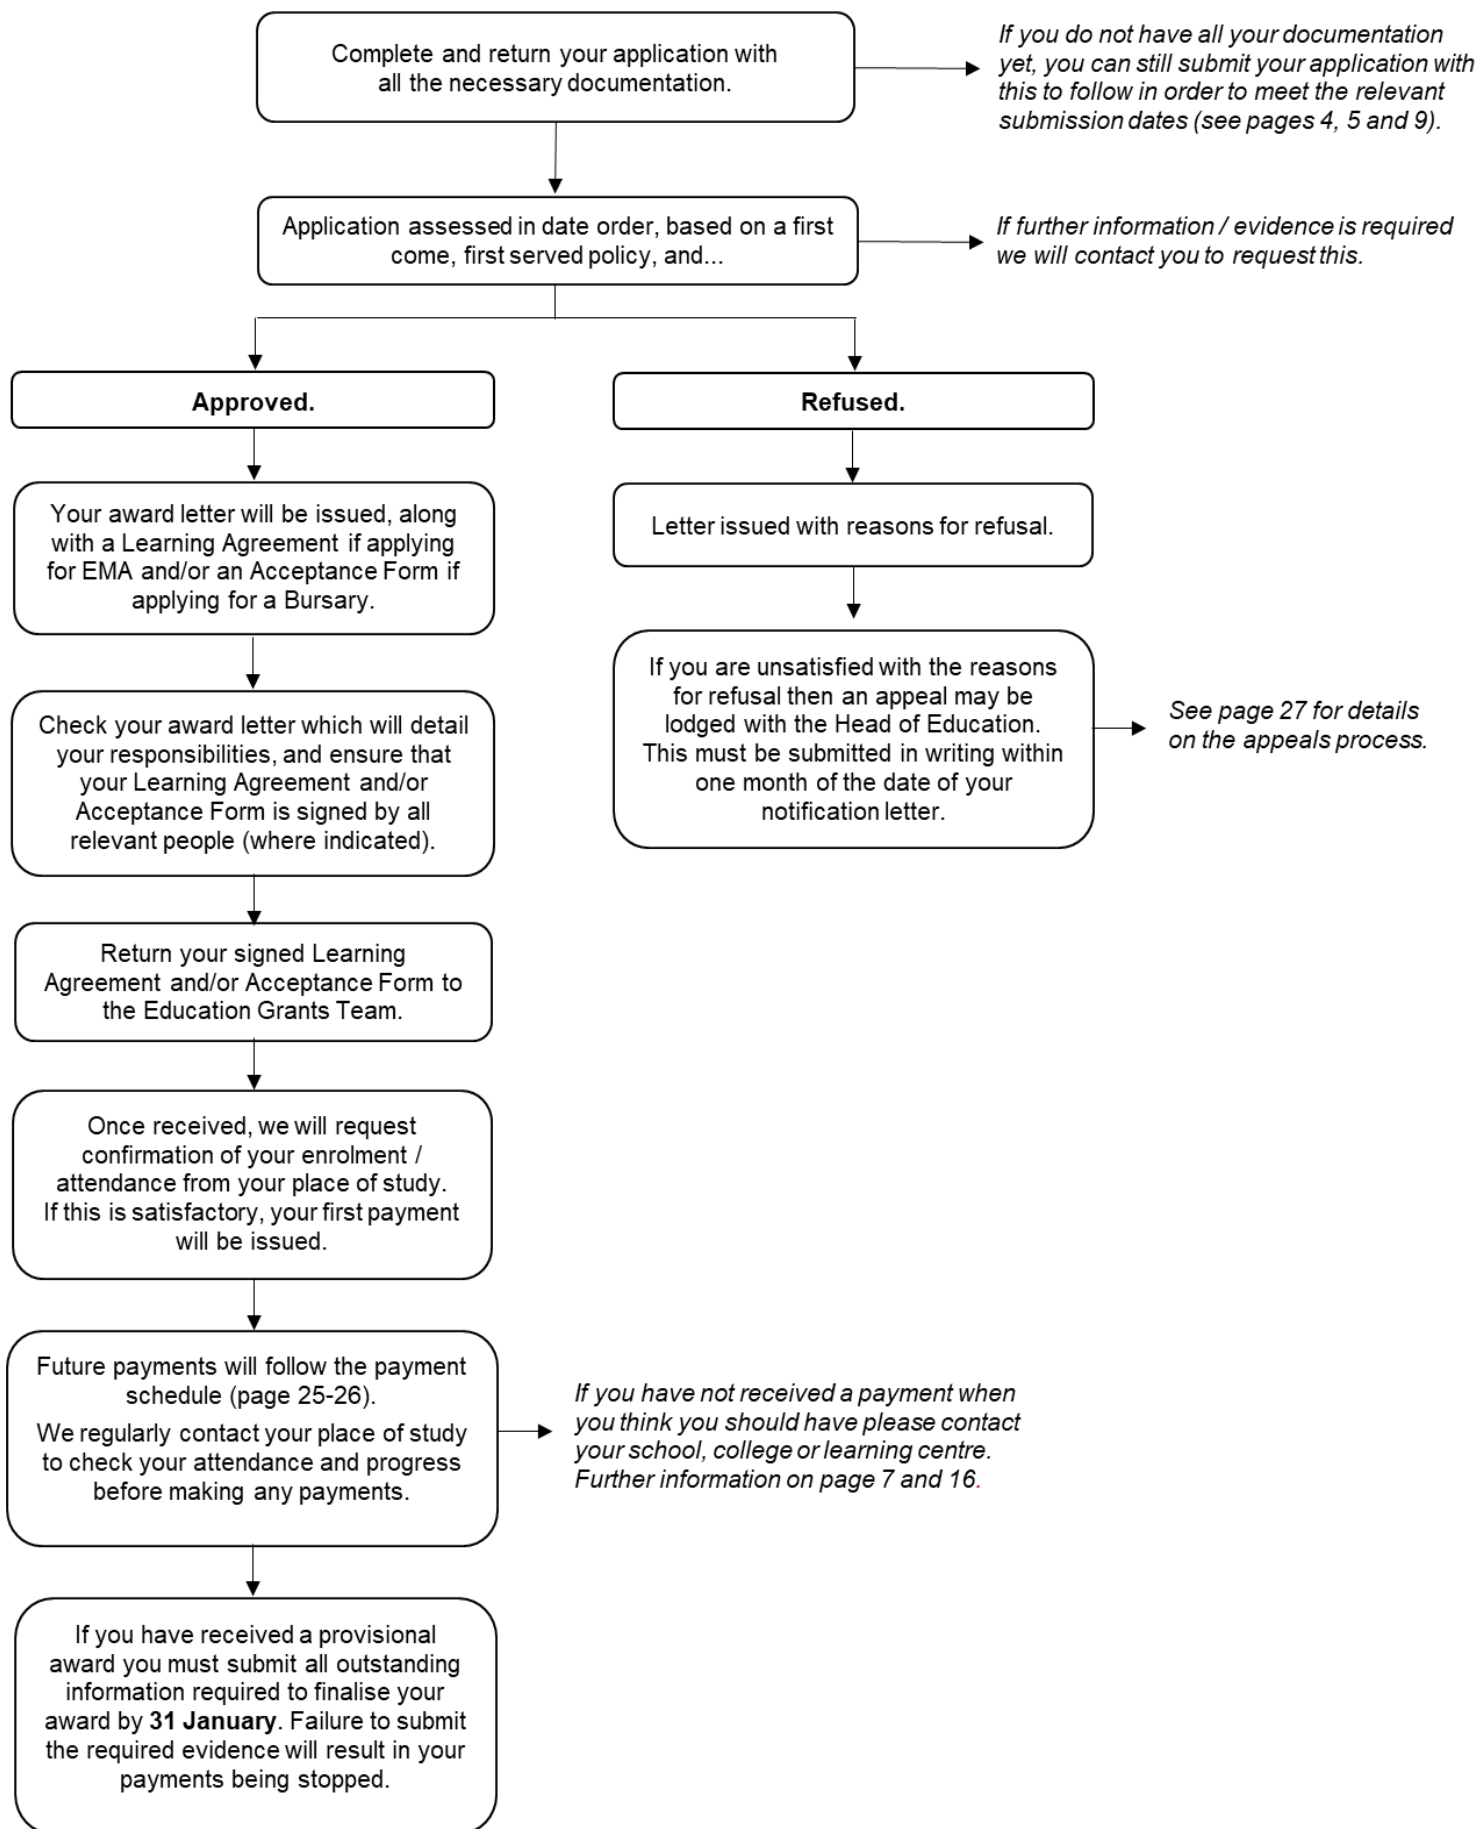 Complete and return your application with
all the necessary documentation.
If you do not have all your documentation
yet, you can still submit your application with
this to follow in order to meet the relevant
submission dates (see pages 4, 5 and 9).
Application assessed in date order, based on a first
come, first served policy, and...
If further information / evidence is required
we will contact you to request this.
Approved.
Refused.
Your award letter will be issued, along
with a Learning Agreement if applying
for EMA and/or an Acceptance Form if
applying for a Bursary.
Letter issued with reasons for refusal.
Check your award letter which will detail
your responsibilities, and ensure that
your Learning Agreement and/or
Acceptance Form is signed by all
relevant people (where indicated).
If you are unsatisfied with the reasons
for refusal then an appeal may be
lodged with the Head of Education.
This must be submitted in writing within
one month of the date of your
notification letter.
See page 27 for details
on the appeals process.
Return your signed Learning
Agreement and/or Acceptance Form to
the Education Grants Team.
Once received, we will request
confirmation of your enrolment /
attendance from your place of study.
If this is satisfactory, your first payment
will be issued.
Future payments will follow the payment
schedule (page 25-26).
We regularly contact your place of study
to check your attendance and progress
before making any payments.
If you have not received a payment when
you think you should have please contact
your school, college or learning centre.
Further information on page 7 and 16.
If you have received a provisional
award you must submit all outstanding
information required to finalise your
award by 31 January. Failure to submit
the required evidence will result in your
payments being stopped.